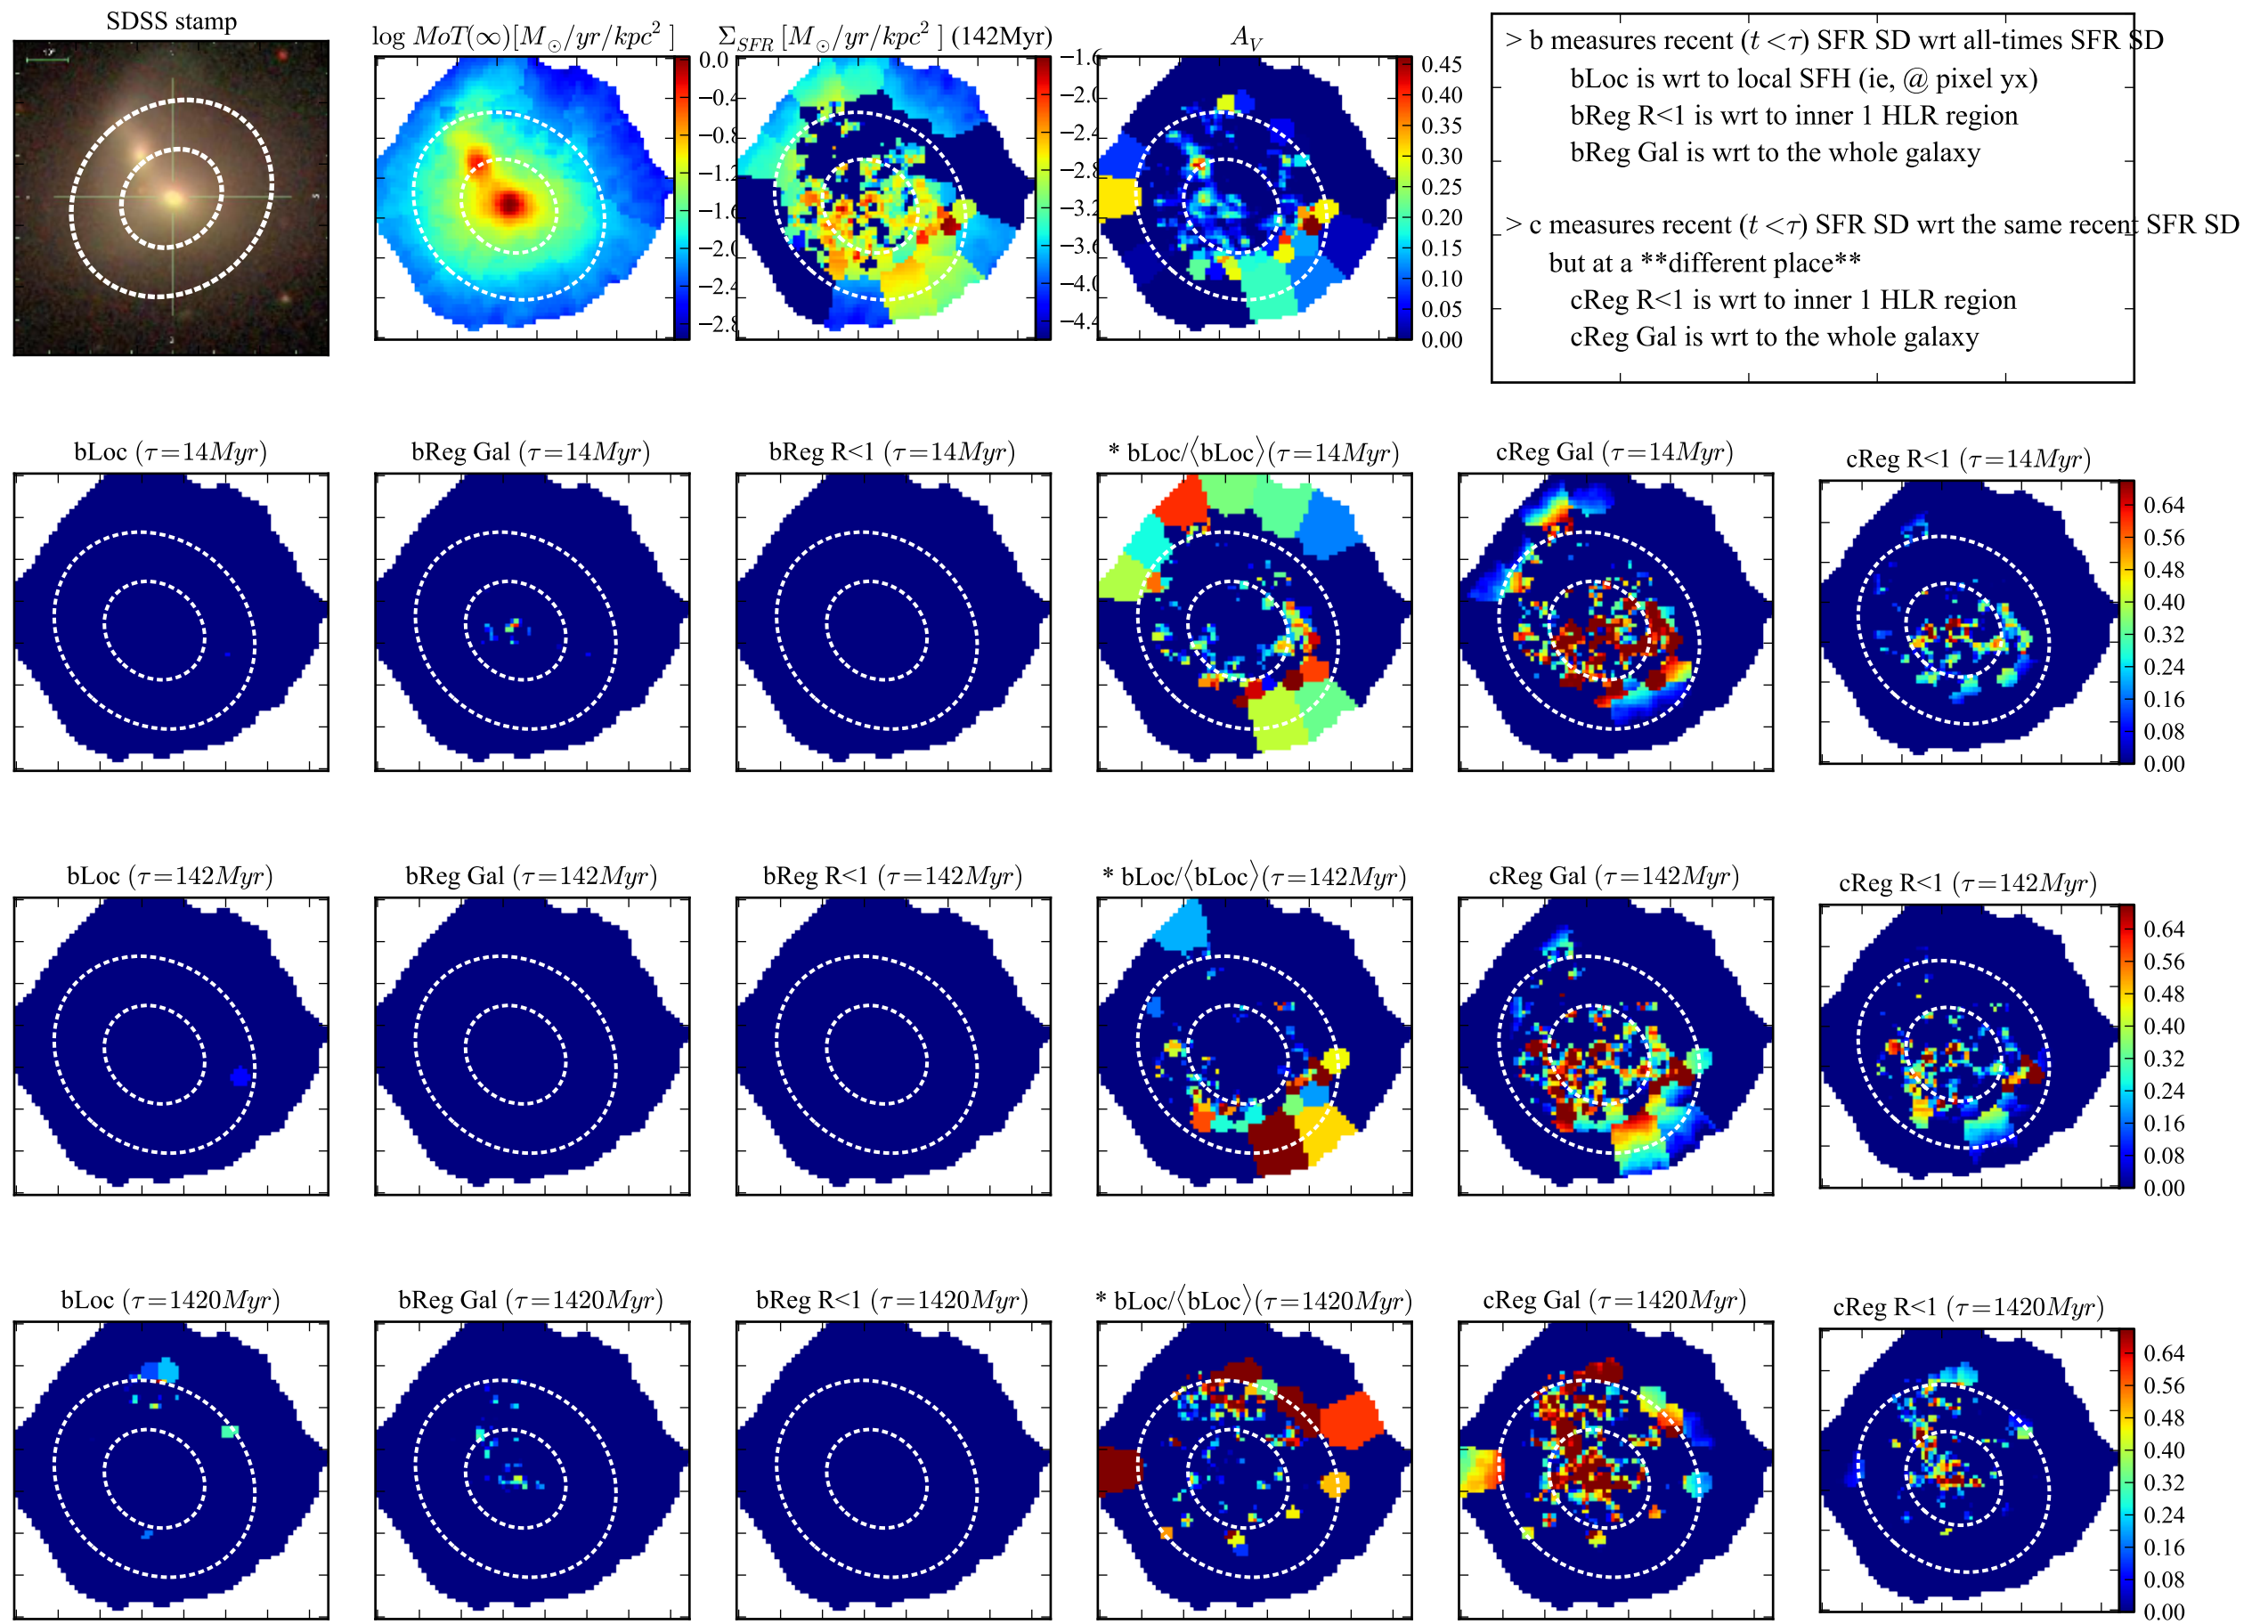 SDSS stamp
log MoT(∞)[M⊙/yr/kpc² ]
Σ_SFR [M⊙/yr/kpc² ] (142Myr)
A_V
0.0
−0.4
−0.8
−1.2
−1.6
−2.0
−2.4
−2.8
−1.6
−2.0
−2.4
−2.8
−3.2
−3.6
−4.0
−4.4
0.45
0.40
0.35
0.30
0.25
0.20
0.15
0.10
0.05
0.00
> b measures recent (t <τ) SFR SD wrt all-times SFR SD
bLoc is wrt to local SFH (ie, @ pixel yx)
bReg R<1 is wrt to inner 1 HLR region
bReg Gal is wrt to the whole galaxy
> c measures recent (t <τ) SFR SD wrt the same recent SFR SD
but at a **different place**
cReg R<1 is wrt to inner 1 HLR region
cReg Gal is wrt to the whole galaxy
bLoc (τ=14Myr)
bReg Gal (τ=14Myr)
bReg R<1 (τ=14Myr)
* bLoc/⟨bLoc⟩(τ=14Myr)
cReg Gal (τ=14Myr)
cReg R<1 (τ=14Myr)
0.64
0.56
0.48
0.40
0.32
0.24
0.16
0.08
0.00
bLoc (τ=142Myr)
bReg Gal (τ=142Myr)
bReg R<1 (τ=142Myr)
* bLoc/⟨bLoc⟩(τ=142Myr)
cReg Gal (τ=142Myr)
cReg R<1 (τ=142Myr)
0.64
0.56
0.48
0.40
0.32
0.24
0.16
0.08
0.00
bLoc (τ=1420Myr)
bReg Gal (τ=1420Myr)
bReg R<1 (τ=1420Myr)
* bLoc/⟨bLoc⟩(τ=1420Myr)
cReg Gal (τ=1420Myr)
cReg R<1 (τ=1420Myr)
0.64
0.56
0.48
0.40
0.32
0.24
0.16
0.08
0.00